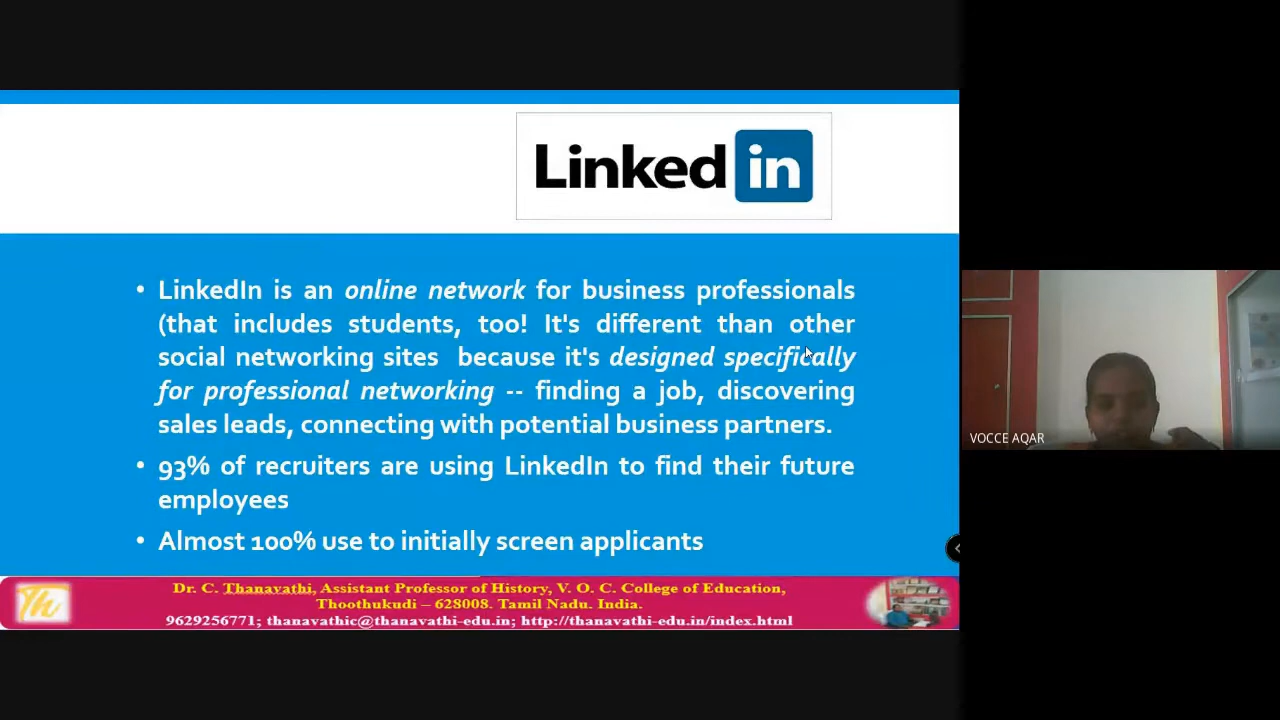 Linked in
• LinkedIn is an online network for business professionals
(that includes students, too! It's different than other
social networking sites because it's designed specifically
for professional networking -- finding a job, discovering
sales leads, connecting with potential business partners.
• 93% of recruiters are using LinkedIn to find their future
employees
• Almost 100% use to initially screen applicants
Th
Dr. C. Thanavathi, Assistant Professor of History, V. O. C. College of Education,
Thoothukudi – 628008. Tamil Nadu. India.
9629256771; thanavathic@thanavathi-edu.in; http://thanavathi-edu.in/index.html
VOCCE AQAR